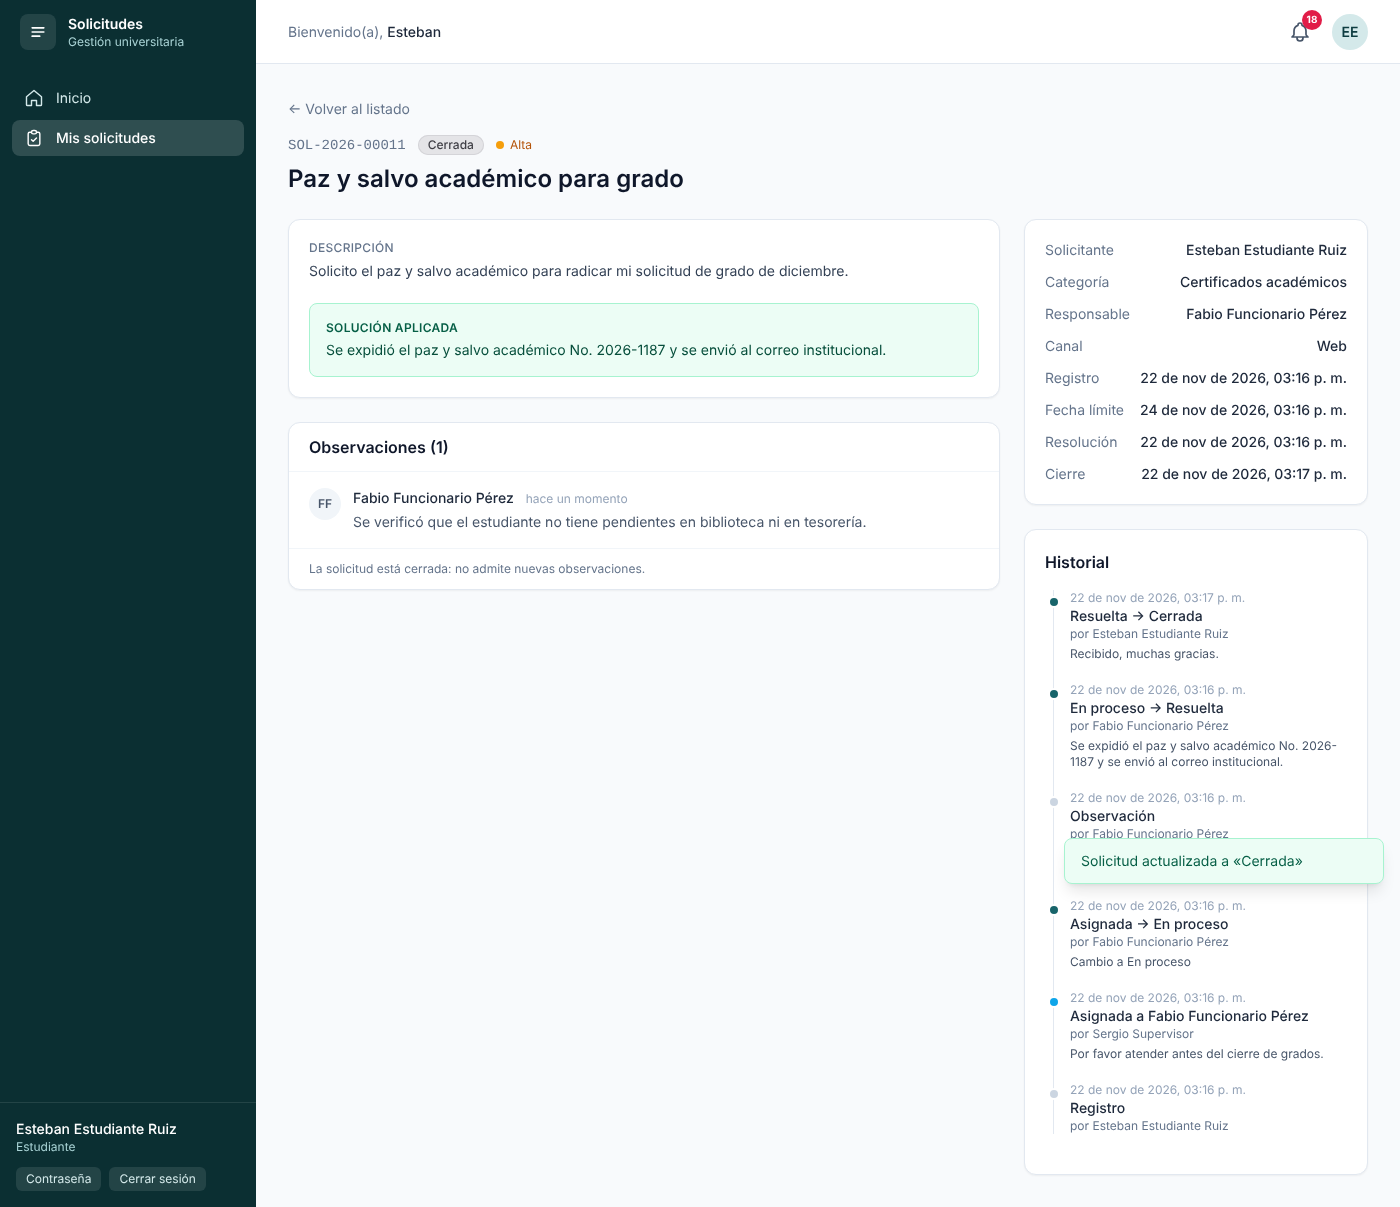 Solicitudes
Gestión universitaria
Inicio
Mis solicitudes
Esteban Estudiante Ruiz
Estudiante
Contraseña
Cerrar sesión
Bienvenido(a), Esteban
18
EE
← Volver al listado
SOL-2026-00011 Cerrada Alta
Paz y salvo académico para grado
DESCRIPCIÓN
Solicito el paz y salvo académico para radicar mi solicitud de grado de diciembre.
SOLUCIÓN APLICADA
Se expidió el paz y salvo académico No. 2026-1187 y se envió al correo institucional.
Observaciones (1)
FF
Fabio Funcionario Pérez hace un momento
Se verificó que el estudiante no tiene pendientes en biblioteca ni en tesorería.
La solicitud está cerrada: no admite nuevas observaciones.
Solicitante Esteban Estudiante Ruiz
Categoría Certificados académicos
Responsable Fabio Funcionario Pérez
Canal Web
Registro 22 de nov de 2026, 03:16 p. m.
Fecha límite 24 de nov de 2026, 03:16 p. m.
Resolución 22 de nov de 2026, 03:16 p. m.
Cierre 22 de nov de 2026, 03:17 p. m.
Historial
22 de nov de 2026, 03:17 p. m.
Resuelta → Cerrada
por Esteban Estudiante Ruiz
Recibido, muchas gracias.
22 de nov de 2026, 03:16 p. m.
En proceso → Resuelta
por Fabio Funcionario Pérez
Se expidió el paz y salvo académico No. 2026-
1187 y se envió al correo institucional.
22 de nov de 2026, 03:16 p. m.
Observación
por Fabio Funcionario Pérez
Solicitud actualizada a «Cerrada»
22 de nov de 2026, 03:16 p. m.
Asignada → En proceso
por Fabio Funcionario Pérez
Cambio a En proceso
22 de nov de 2026, 03:16 p. m.
Asignada a Fabio Funcionario Pérez
por Sergio Supervisor
Por favor atender antes del cierre de grados.
22 de nov de 2026, 03:16 p. m.
Registro
por Esteban Estudiante Ruiz